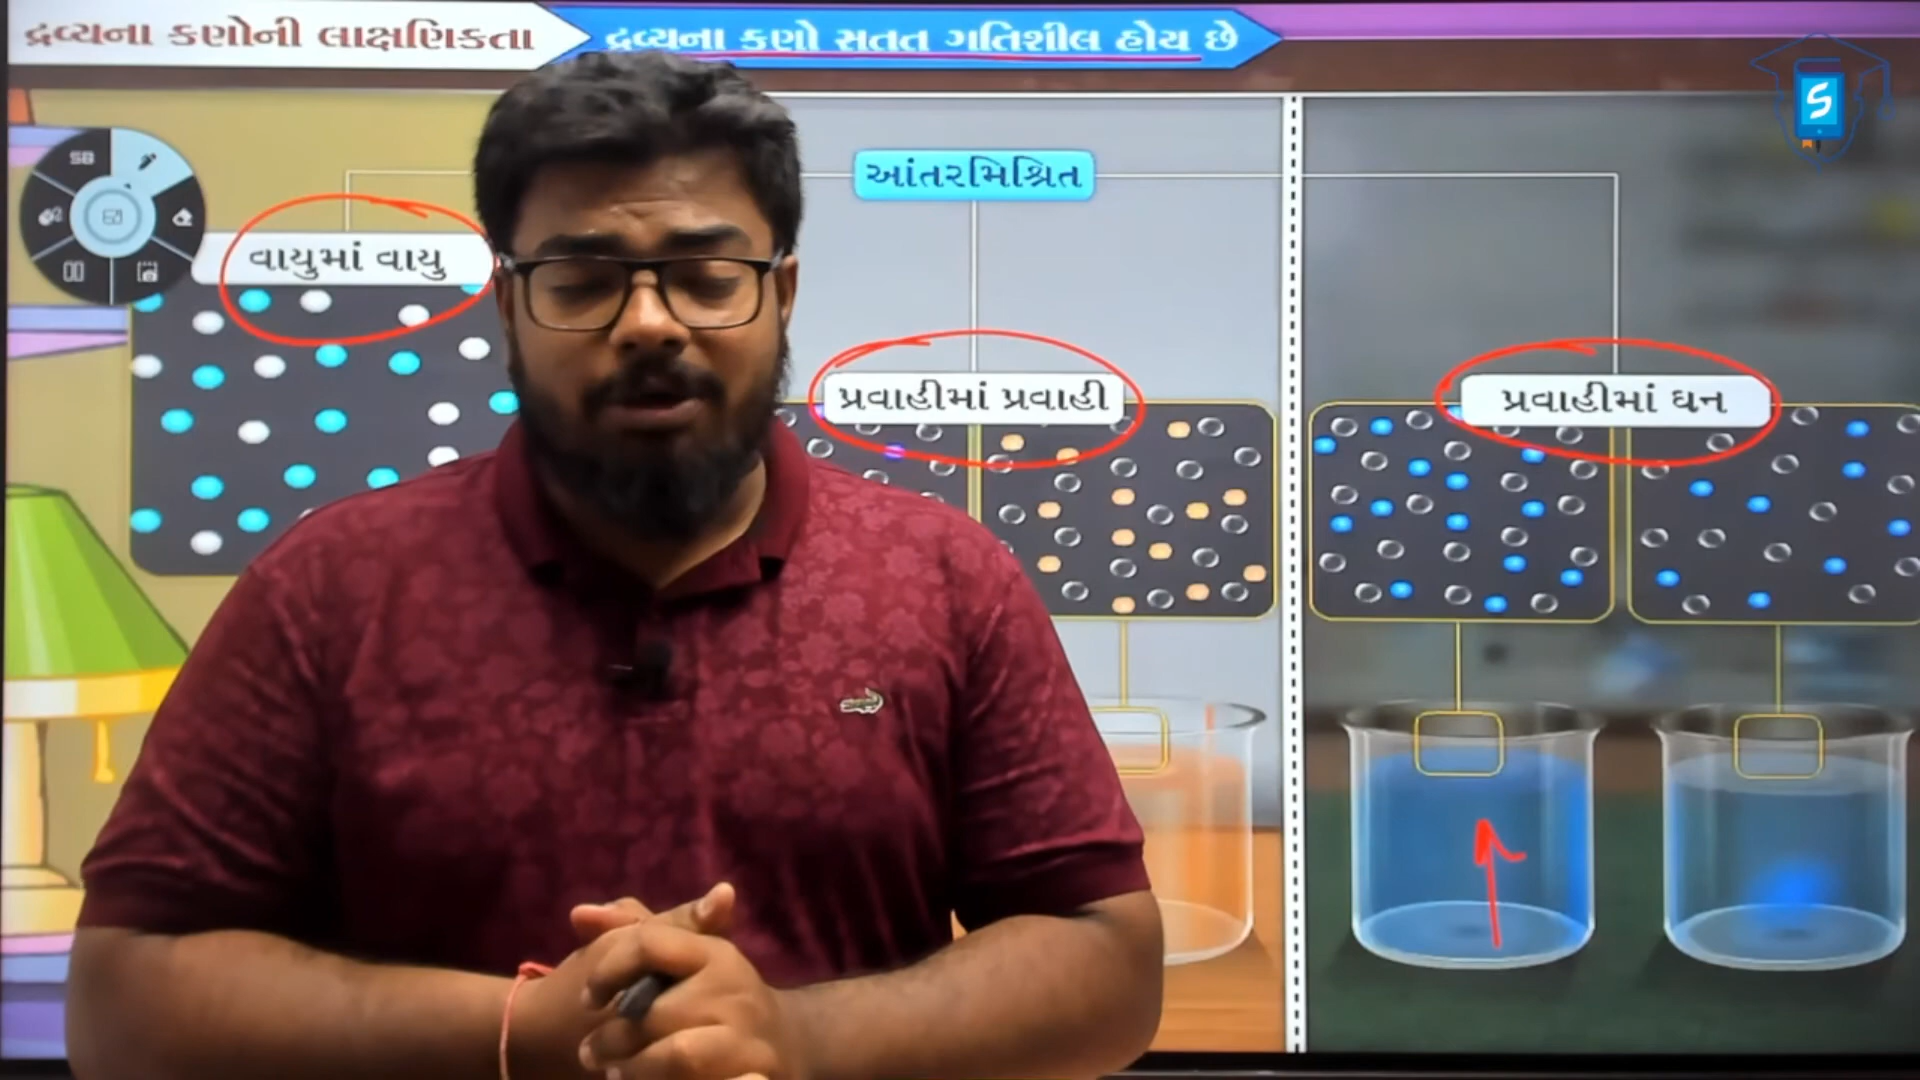 દ્રવ્યના કણોની લાક્ષણિકતા
દ્રવ્યના કણો સતત ગતિશીલ હોય છે
S
SB
આંતરમિશ્રિત
વાયુમાં વાયુ
પ્રવાહીમાં પ્રવાહી
પ્રવાહીમાં ઘન